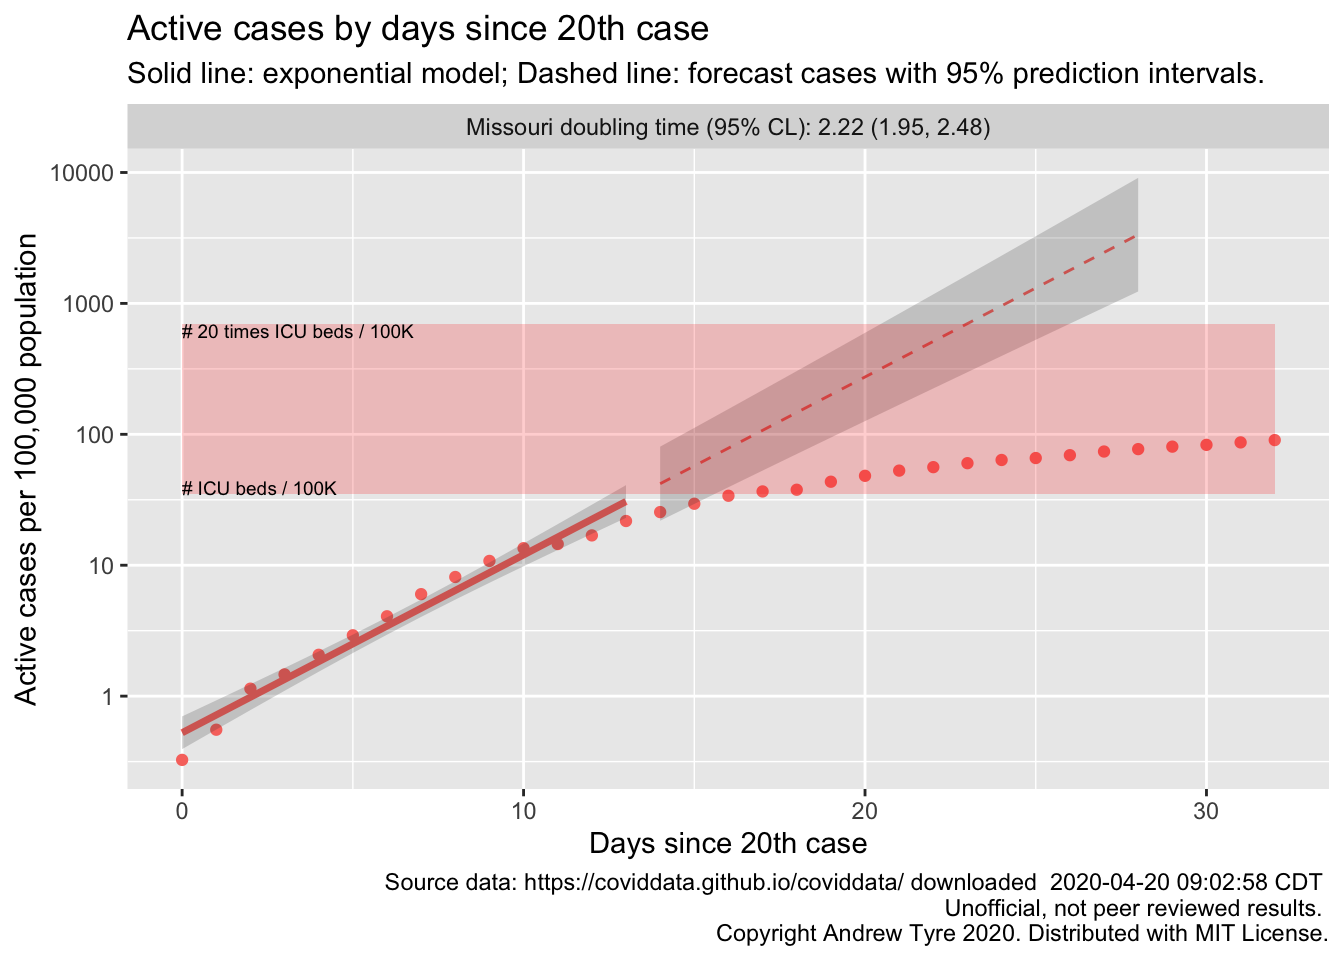 Active cases by days since 20th case
Solid line: exponential model; Dashed line: forecast cases with 95% prediction intervals.
Missouri doubling time (95% CL): 2.22 (1.95, 2.48)
Active cases per 100,000 population
10000
1000
100
10
1
# 20 times ICU beds / 100K
# ICU beds / 100K
0
10
20
30
Days since 20th case
Source data: https://coviddata.github.io/coviddata/ downloaded  2020-04-20 09:02:58 CDT
Unofficial, not peer reviewed results.
Copyright Andrew Tyre 2020. Distributed with MIT License.